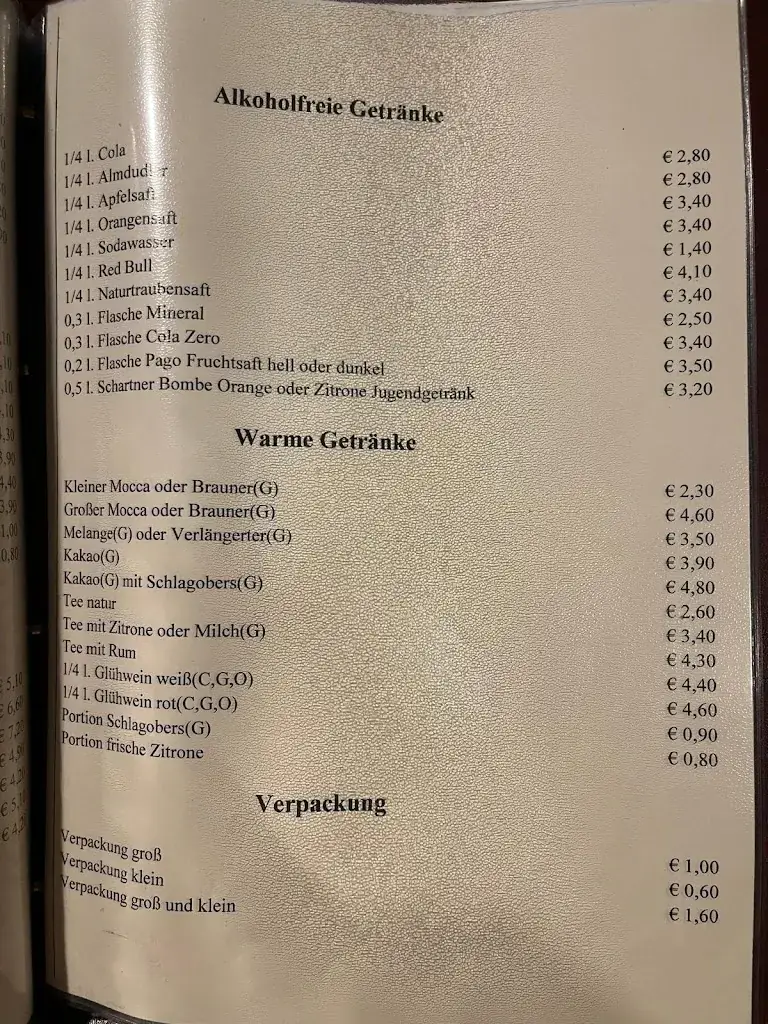 Alkoholfreie Getränke
1/4 l. Cola € 2,80
1/4 l. Almdudler € 2,80
1/4 l. Apfelsaft € 3,40
1/4 l. Orangensaft € 3,40
1/4 l. Sodawasser € 1,40
1/4 l. Red Bull € 4,10
1/4 l. Naturtraubensaft € 3,40
0,3 l. Flasche Mineral € 2,50
0,3 l. Flasche Cola Zero € 3,40
0,2 l. Flasche Pago Fruchtsaft hell oder dunkel € 3,50
0,5 l. Schartner Bombe Orange oder Zitrone Jugendgetränk € 3,20
Warme Getränke
Kleiner Mocca oder Brauner(G) € 2,30
Großer Mocca oder Brauner(G) € 4,60
Melange(G) oder Verlängerter(G) € 3,50
Kakao(G) € 3,90
Kakao(G) mit Schlagobers(G) € 4,80
Tee natur € 2,60
Tee mit Zitrone oder Milch(G) € 3,40
Tee mit Rum € 4,30
1/4 l. Glühwein weiß(C,G,O) € 4,40
1/4 l. Glühwein rot(C,G,O) € 4,60
Portion Schlagobers(G) € 0,90
Portion frische Zitrone € 0,80
Verpackung
Verpackung groß € 1,00
Verpackung klein € 0,60
Verpackung groß und klein € 1,60